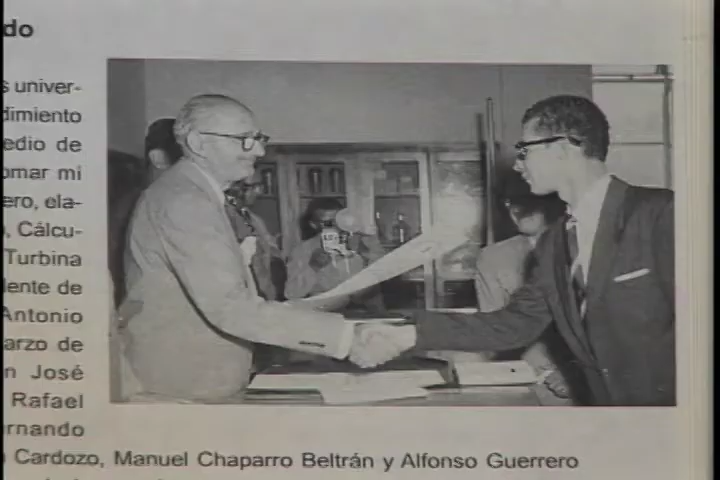 do
s univer-
dimiento
edio de
omar mi
ero, ela-
, Cálcu-
Turbina
lente de
Antonio
arzo de
n José
Rafael
rnando
Cardozo, Manuel Chaparro Beltrán y Alfonso Guerrero